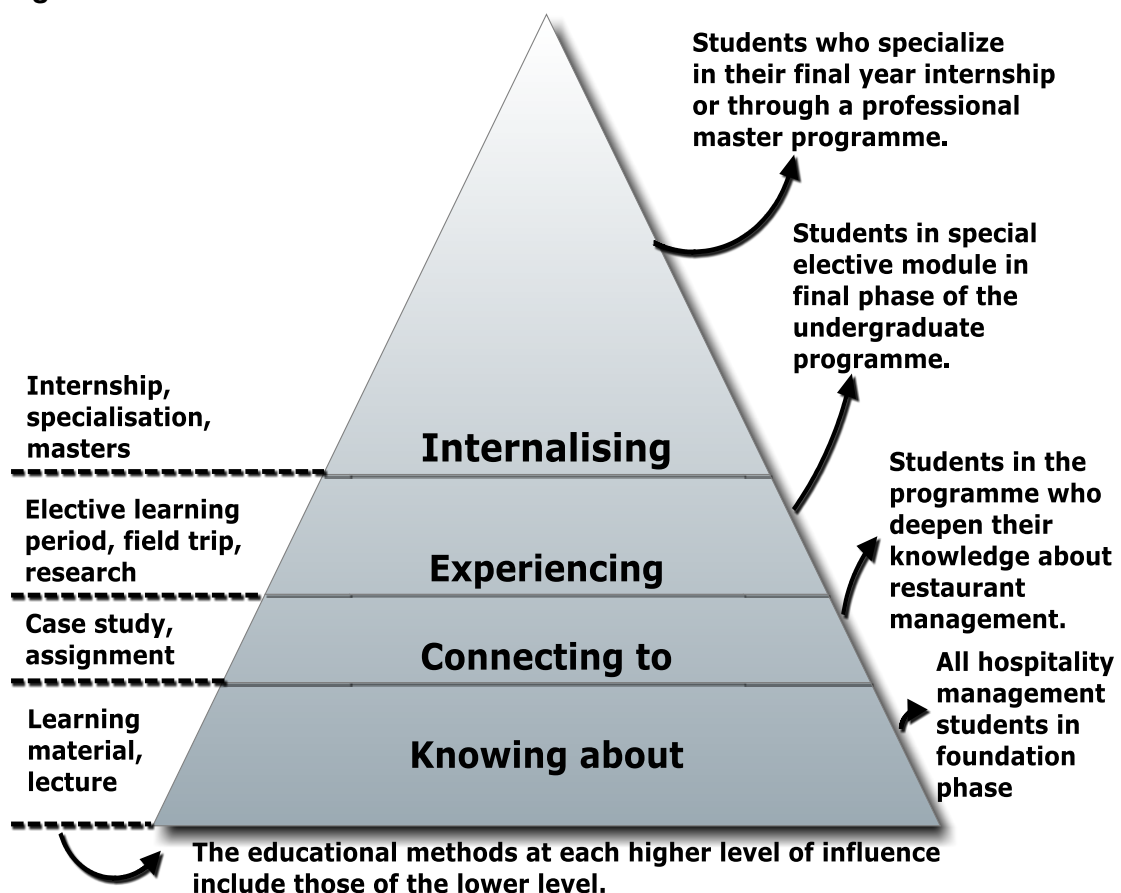 Students who specialize
in their final year internship
or through a professional
master programme.
Students in special
elective module in
final phase of the
undergraduate
programme.
Internship,
specialisation,
masters
Internalising
Students in the
programme who
deepen their
knowledge about
restaurant
management.
Elective learning
period, field trip,
research
Experiencing
Case study,
assignment
Connecting to
All hospitality
management
students in
foundation
phase
Learning
material,
lecture
Knowing about
The educational methods at each higher level of influence
include those of the lower level.